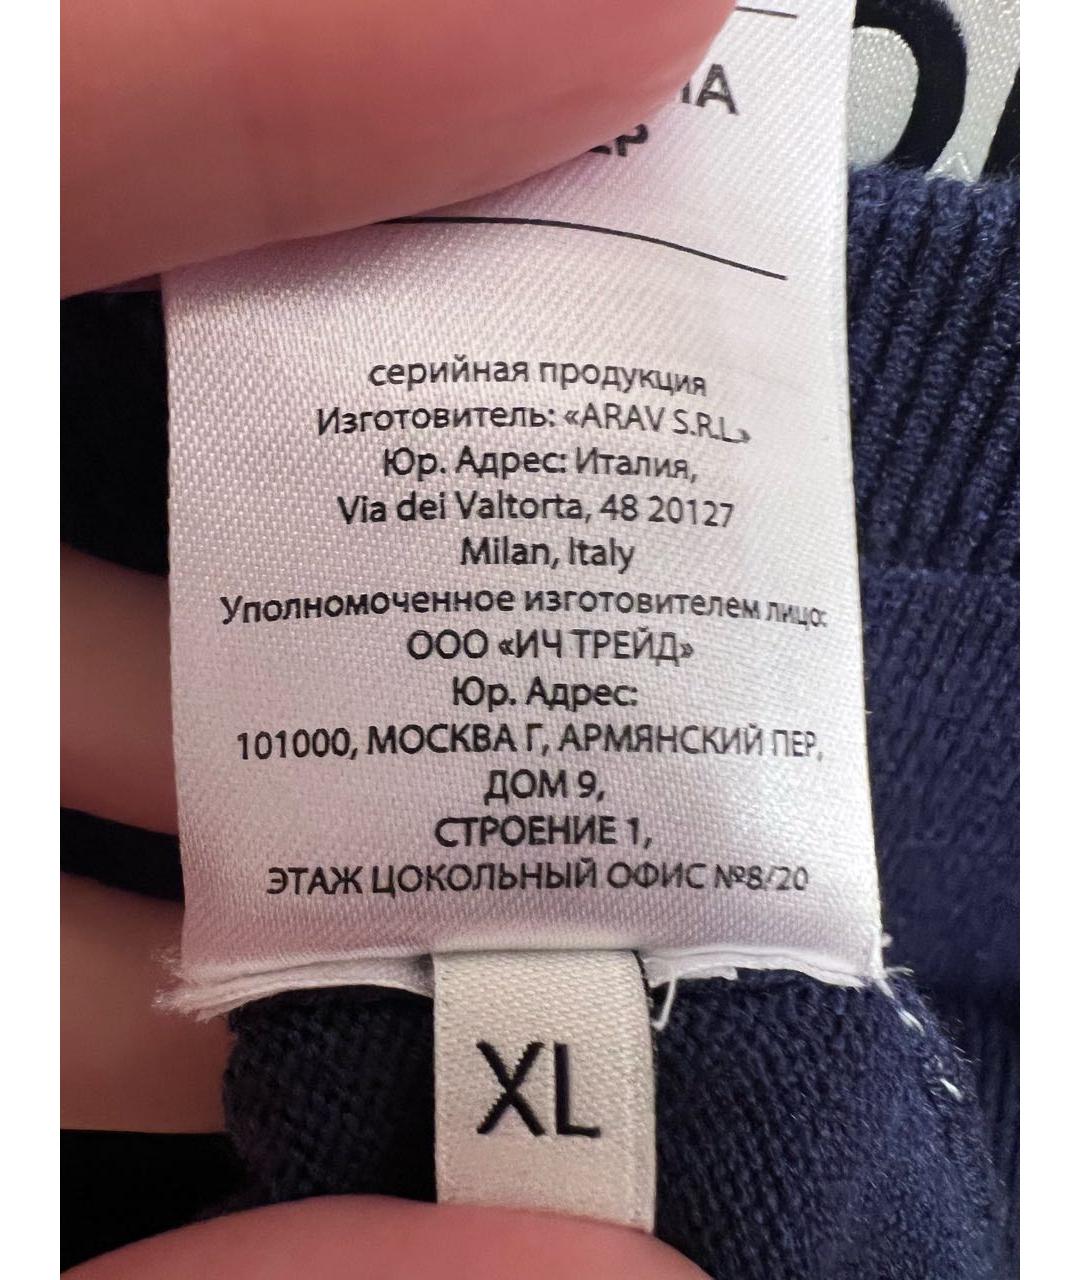 серийная продукция
Изготовитель: «ARAV S.R.L»
Юр. Адрес: Италия,
Via dei Valtorta, 48 20127
Milan, Italy
Уполномоченное изготовителем лицо:
ООО «ИЧ ТРЕЙД»
Юр. Адрес:
101000, МОСКВА Г, АРМЯНСКИЙ ПЕР,
ДОМ 9,
СТРОЕНИЕ 1,
ЭТАЖ ЦОКОЛЬНЫЙ ОФИС №8/20
XL